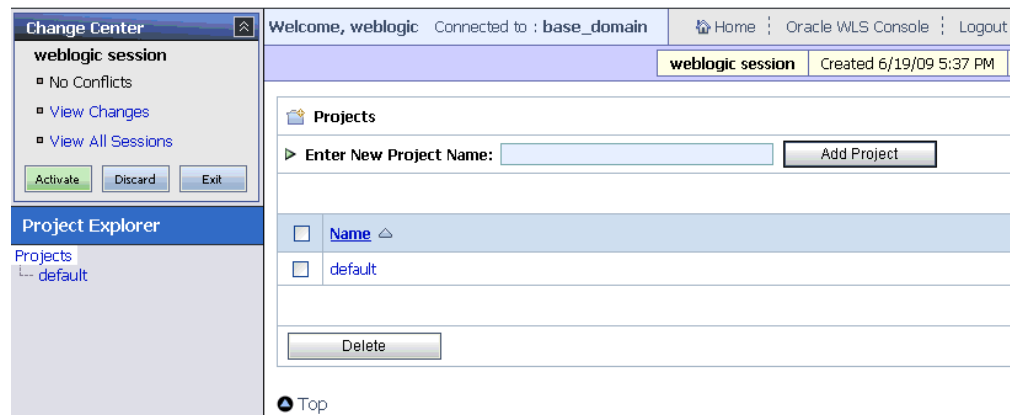 Change Center
weblogic session
No Conflicts
View Changes
View All Sessions
Activate Discard Exit
Project Explorer
Projects
default
Welcome, weblogic Connected to : base_domain Home Oracle WLS Console Logout
weblogic session Created 6/19/09 5:37 PM
Projects
Enter New Project Name: Add Project
Name
default
Delete
Top